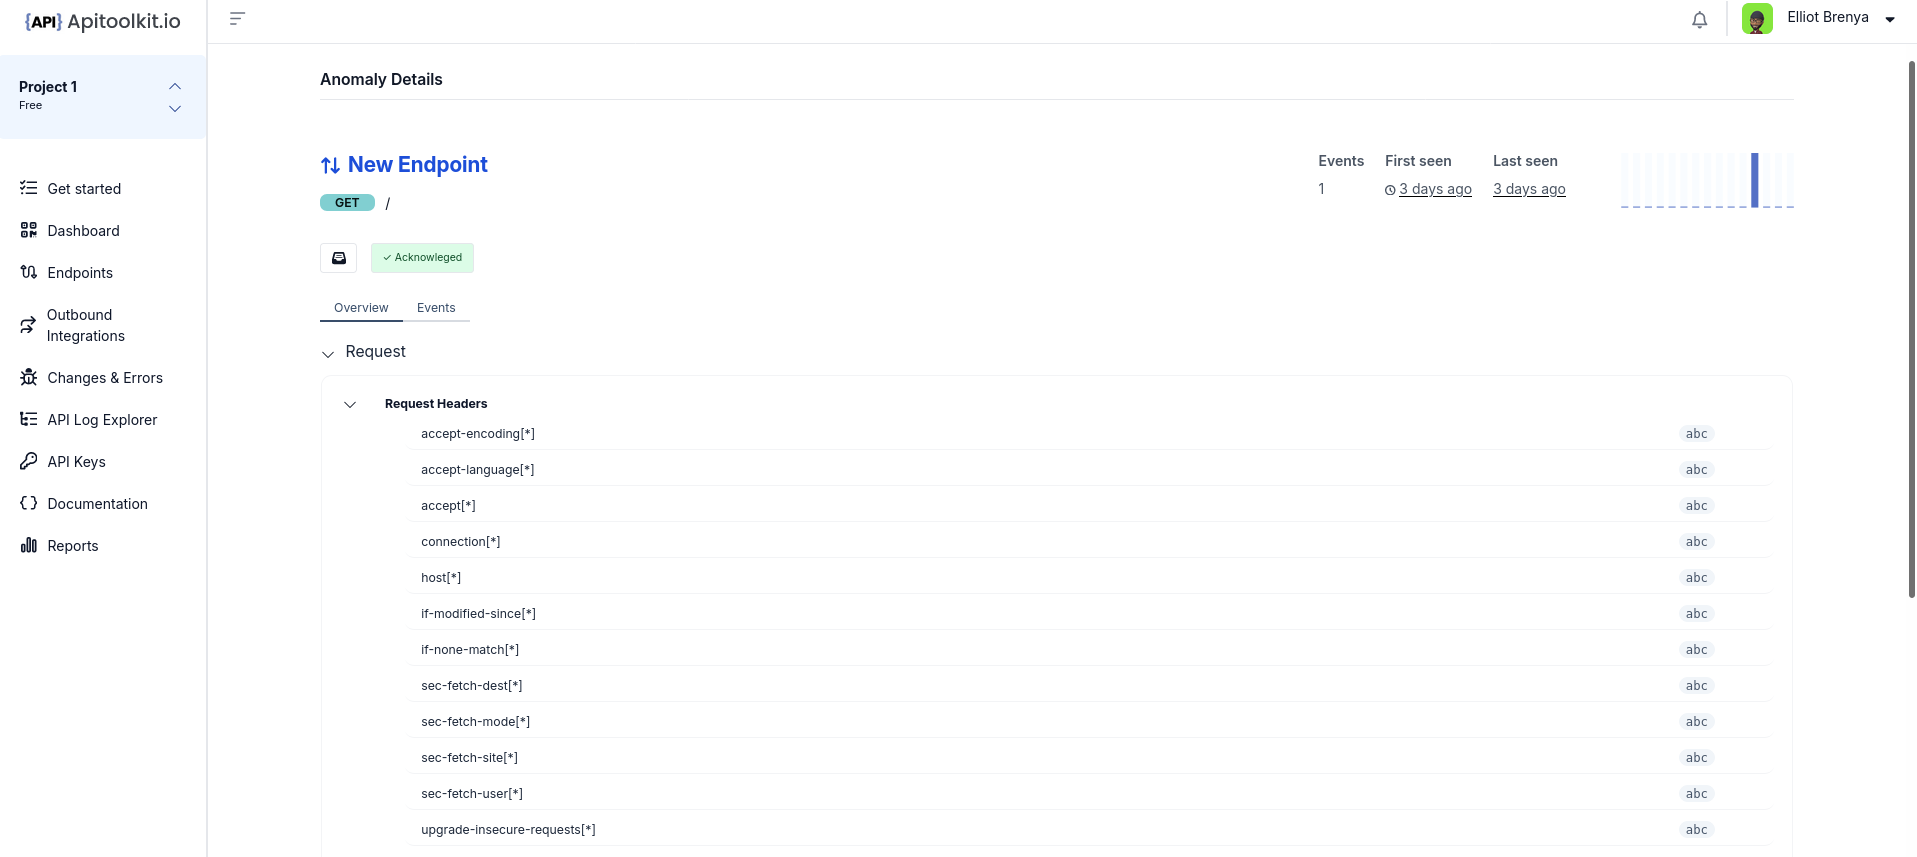 {API} Apitoolkit.io
Elliot Brenya
Project 1
Free
Get started
Dashboard
Endpoints
Outbound
Integrations
Changes & Errors
API Log Explorer
API Keys
Documentation
Reports
Anomaly Details
New Endpoint
GET /
Events First seen Last seen
1 3 days ago 3 days ago
✓ Acknowleged
Overview Events
Request
Request Headers
accept-encoding[*] abc
accept-language[*] abc
accept[*] abc
connection[*] abc
host[*] abc
if-modified-since[*] abc
if-none-match[*] abc
sec-fetch-dest[*] abc
sec-fetch-mode[*] abc
sec-fetch-site[*] abc
sec-fetch-user[*] abc
upgrade-insecure-requests[*] abc